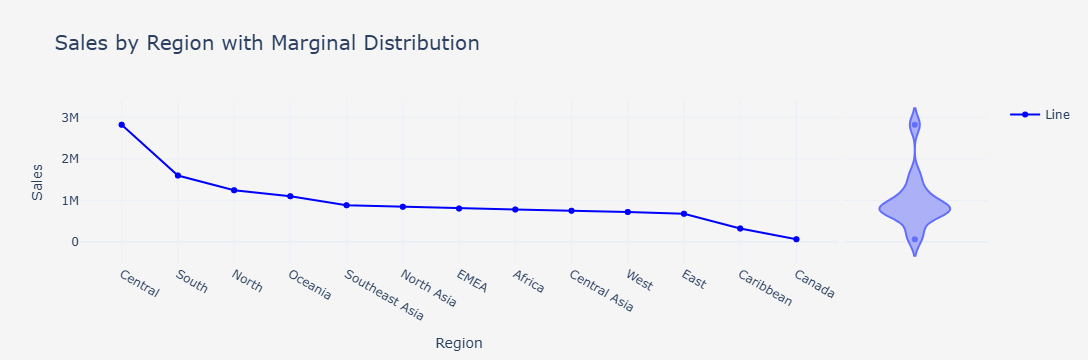 Sales by Region with Marginal Distribution
3M
2M
1M
0
Sales
Central
South
North
Oceania
Southeast Asia
North Asia
EMEA
Africa
Central Asia
West
East
Caribbean
Canada
Region
Line